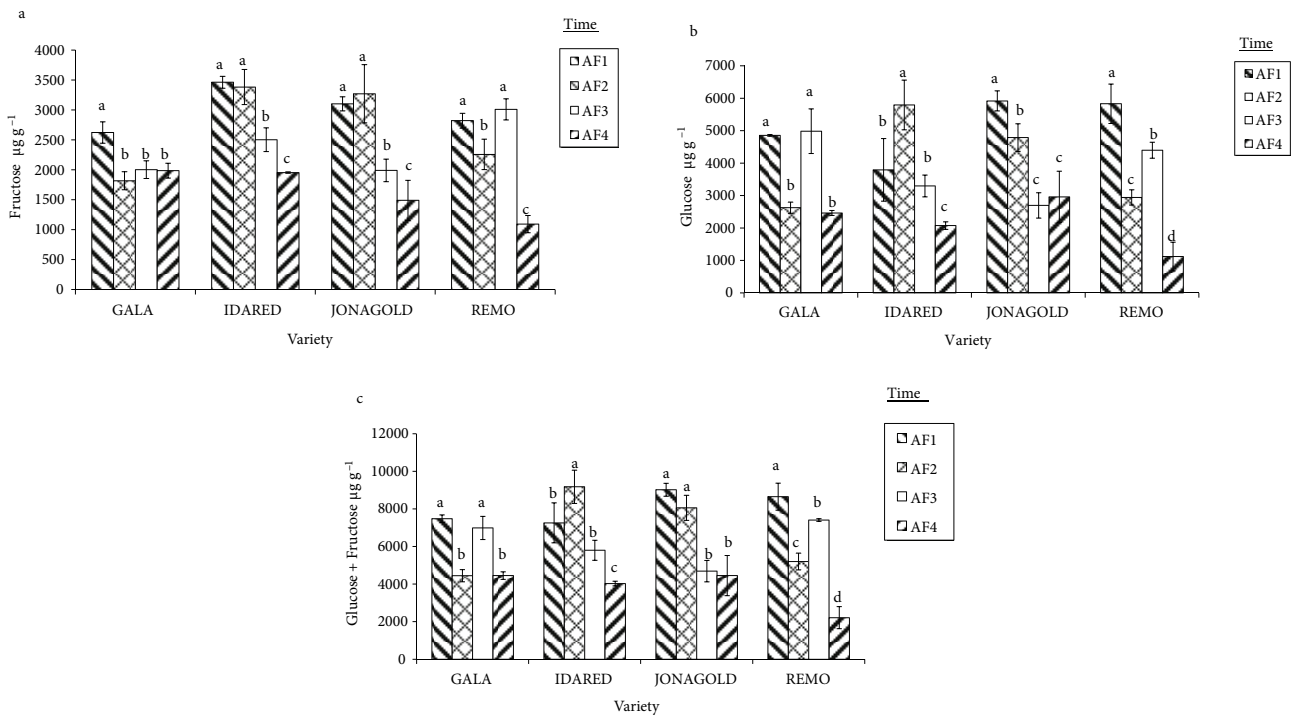 a
Time
AF1
AF2
AF3
AF4
Fructose µg g⁻¹
4000
3500
3000
2500
2000
1500
1000
500
0
a b b b
a a b c
a a b c
a b a c
GALA IDARED JONAGOLD REMO
Variety
b
Time
AF1
AF2
AF3
AF4
Glucose µg g⁻¹
7000
6000
5000
4000
3000
2000
1000
0
a b a b
b a b c
a b c c
a c b d
GALA IDARED JONAGOLD REMO
Variety
c
Time
AF1
AF2
AF3
AF4
Glucose + Fructose µg g⁻¹
12000
10000
8000
6000
4000
2000
0
a b a b
b a b c
a a b b
a c b d
GALA IDARED JONAGOLD REMO
Variety